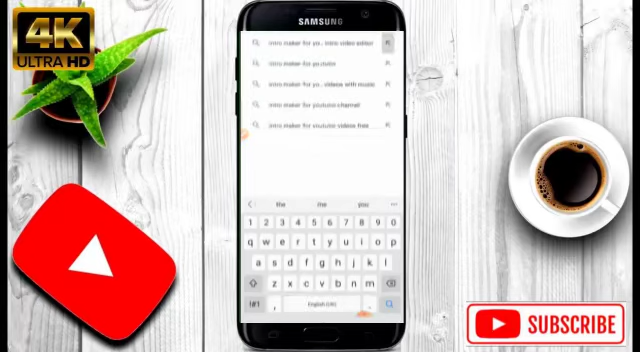 4K
ULTRA HD
SAMSUNG
intro maker for yo.. intro video editor
intro maker for youtube
intro maker for yo.. videos with music
intro maker for youtube channel
intro maker for youtube videos free
the me you
1 2 3 4 5 6 7 8 9 0
q w e r t y u i o p
a s d f g h j k l
z x c v b n m
!#1 , English (UK) .
SUBSCRIBE